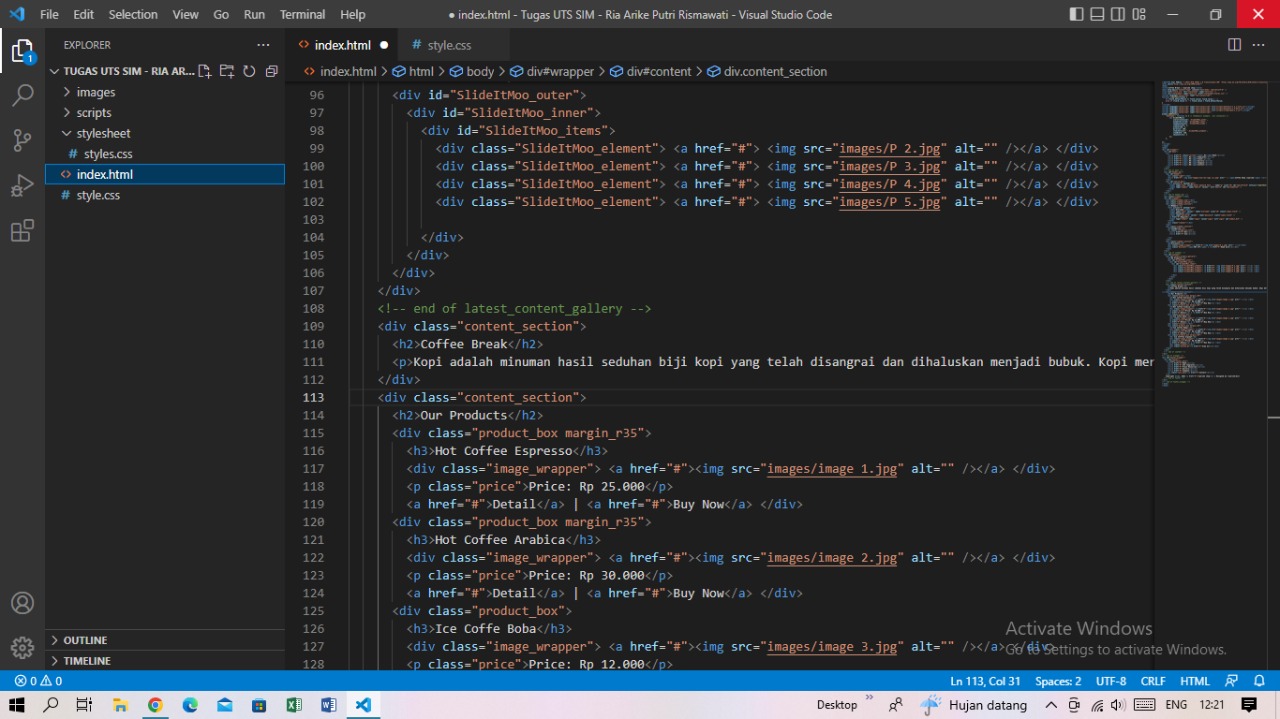 File Edit Selection View Go Run Terminal Help
● index.html - Tugas UTS SIM - Ria Arike Putri Rismawati - Visual Studio Code
EXPLORER
TUGAS UTS SIM - RIA AR...
images
scripts
stylesheet
# styles.css
<> index.html
# style.css
OUTLINE
TIMELINE
1
<> index.html ●
# style.css
<> index.html > html > body > div#wrapper > div#content > div.content_section
96 <div id="SlideItMoo_outer">
97 <div id="SlideItMoo_inner">
98 <div id="SlideItMoo_items">
99 <div class="SlideItMoo_element"> <a href="#"> <img src="images/P 2.jpg" alt="" /></a> </div>
100 <div class="SlideItMoo_element"> <a href="#"> <img src="images/P 3.jpg" alt="" /></a> </div>
101 <div class="SlideItMoo_element"> <a href="#"> <img src="images/P 4.jpg" alt="" /></a> </div>
102 <div class="SlideItMoo_element"> <a href="#"> <img src="images/P 5.jpg" alt="" /></a> </div>
103
104 </div>
105 </div>
106 </div>
107 </div>
108 <!-- end of latest_content_gallery -->
109 <div class="content_section">
110 <h2>Coffee Break</h2>
111 <p>Kopi adalah minuman hasil seduhan biji kopi yang telah disangrai dan dihaluskan menjadi bubuk. Kopi mer
112 </div>
113 <div class="content_section">
114 <h2>Our Products</h2>
115 <div class="product_box margin_r35">
116 <h3>Hot Coffee Espresso</h3>
117 <div class="image_wrapper"> <a href="#"><img src="images/image 1.jpg" alt="" /></a> </div>
118 <p class="price">Price: Rp 25.000</p>
119 <a href="#">Detail</a> | <a href="#">Buy Now</a> </div>
120 <div class="product_box margin_r35">
121 <h3>Hot Coffee Arabica</h3>
122 <div class="image_wrapper"> <a href="#"><img src="images/image 2.jpg" alt="" /></a> </div>
123 <p class="price">Price: Rp 30.000</p>
124 <a href="#">Detail</a> | <a href="#">Buy Now</a> </div>
125 <div class="product_box">
126 <h3>Ice Coffe Boba</h3>
127 <div class="image_wrapper"> <a href="#"><img src="images/image 3.jpg" alt="" /></a> </div>
128 <p class="price">Price: Rp 12.000</p>
Activate Windows
Go to Settings to activate Windows.
0 0
Ln 113, Col 31 Spaces: 2 UTF-8 CRLF HTML
Desktop » Hujan datang ENG 12:21